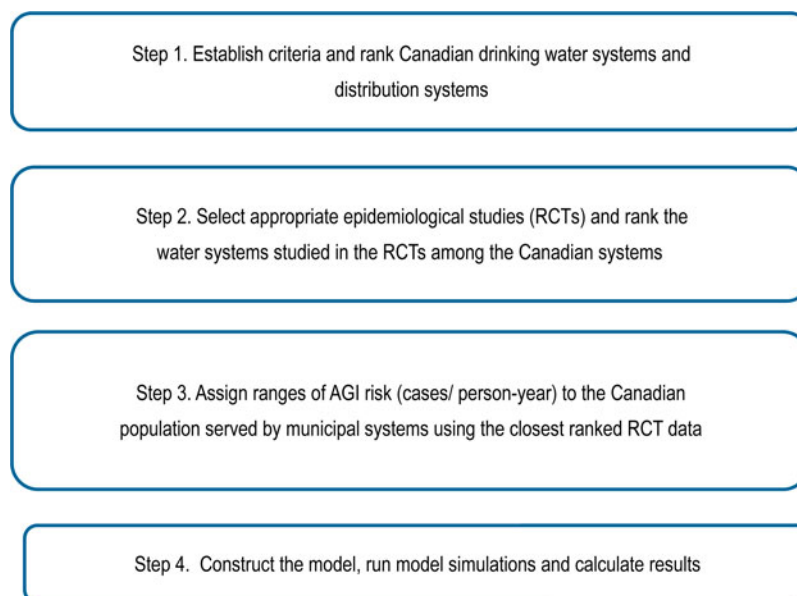 Step 1. Establish criteria and rank Canadian drinking water systems and
distribution systems
Step 2. Select appropriate epidemiological studies (RCTs) and rank the
water systems studied in the RCTs among the Canadian systems
Step 3. Assign ranges of AGI risk (cases/ person-year) to the Canadian
population served by municipal systems using the closest ranked RCT data
Step 4.  Construct the model, run model simulations and calculate results